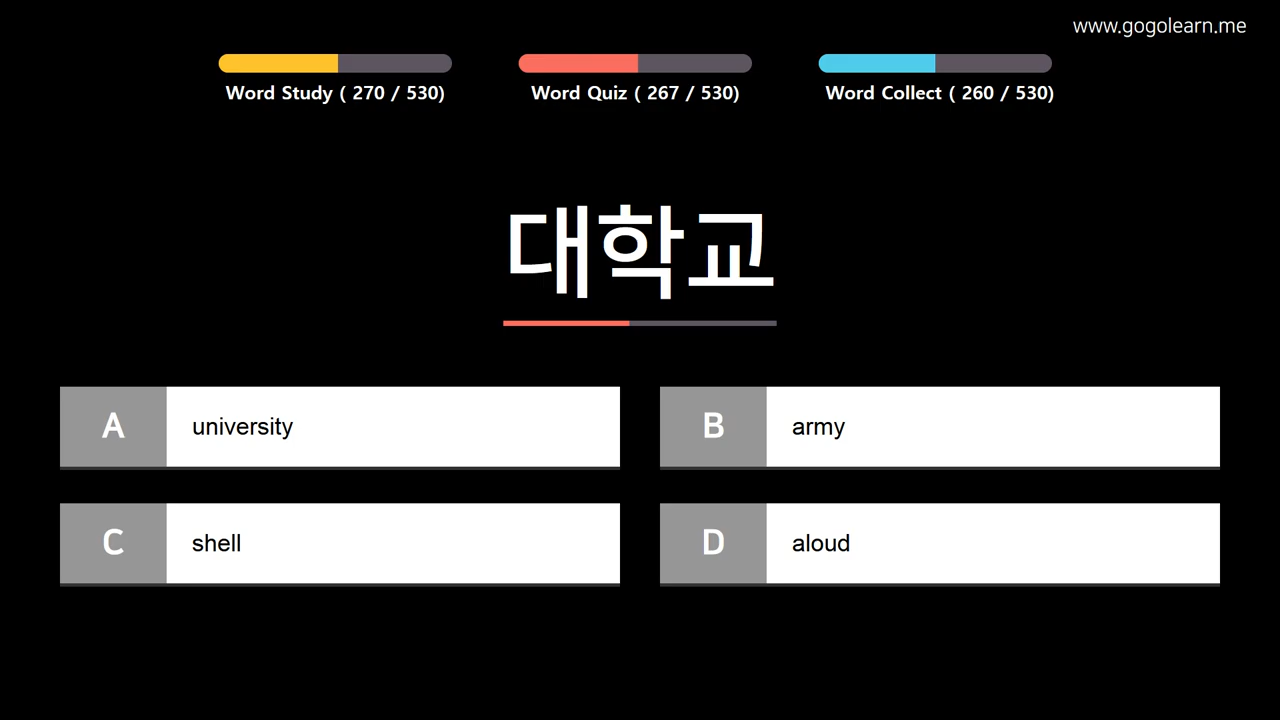 www.gogolearn.me
Word Study ( 270 / 530)
Word Quiz ( 267 / 530)
Word Collect ( 260 / 530)
대학교
A university
B army
C shell
D aloud